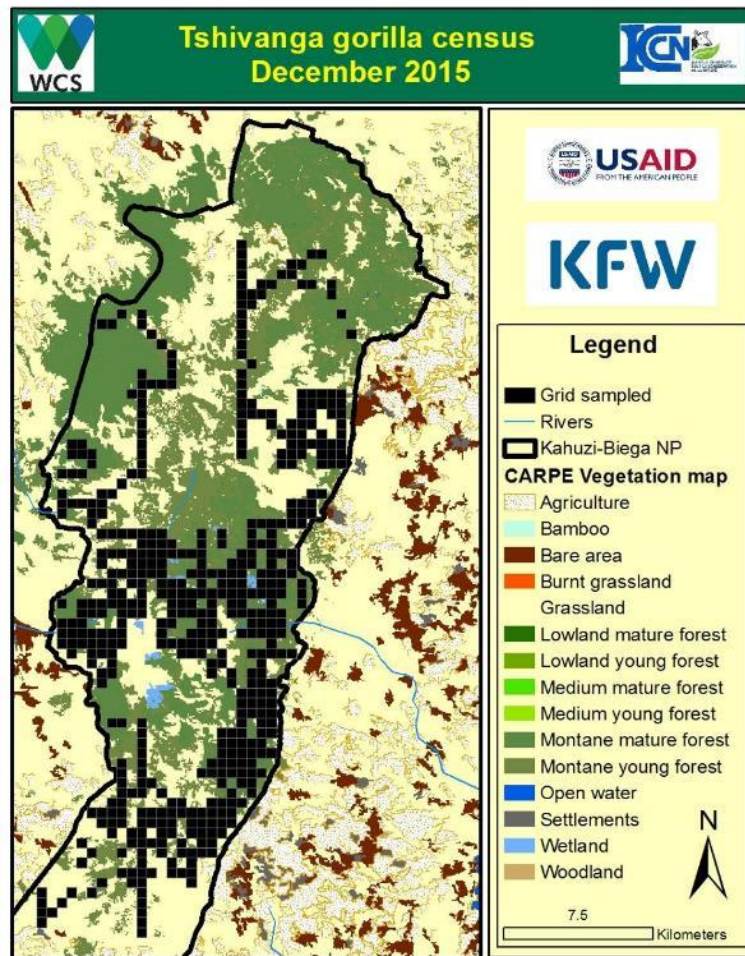 WCS
Tshivanga gorilla census
December 2015
ICCN
USAID
FROM THE AMERICAN PEOPLE
KFW
Legend
Grid sampled
Rivers
Kahuzi-Biega NP
CARPE Vegetation map
Agriculture
Bamboo
Bare area
Burnt grassland
Grassland
Lowland mature forest
Lowland young forest
Medium mature forest
Medium young forest
Montane mature forest
Montane young forest
Open water
Settlements
Wetland
Woodland
N
7.5
Kilometers